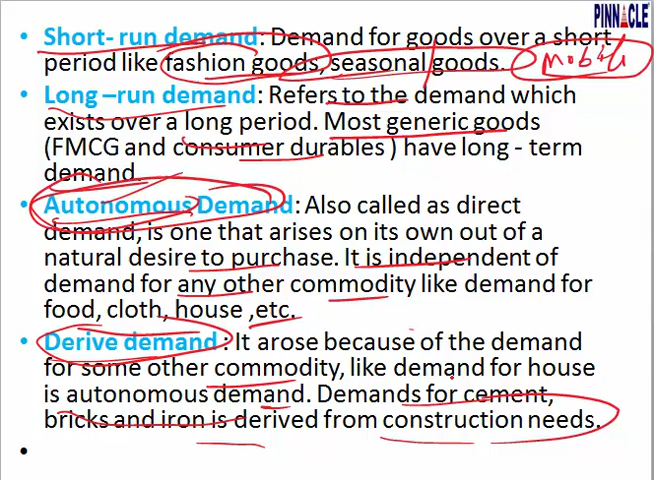 PINNACLE
• Short- run demand: Demand for goods over a short
period like fashion goods, seasonal goods. Mobile
• Long –run demand: Refers to the demand which
exists over a long period. Most generic goods
(FMCG and consumer durables ) have long - term
demand.
• Autonomous Demand: Also called as direct
demand, is one that arises on its own out of a
natural desire to purchase. It is independent of
demand for any other commodity like demand for
food, cloth, house ,etc.
• Derive demand : It arose because of the demand
for some other commodity, like demand for house
is autonomous demand. Demands for cement,
bricks and iron is derived from construction needs.
•